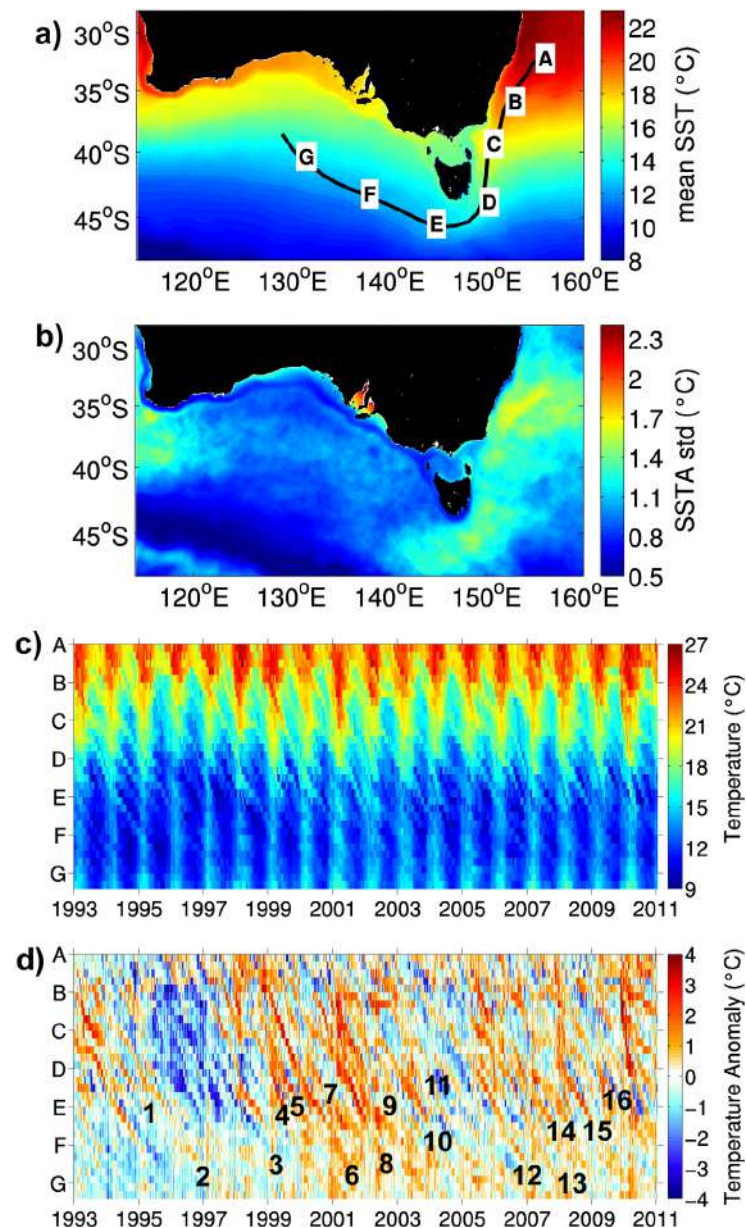 a)
30°S
35°S
40°S
45°S
120°E 130°E 140°E 150°E 160°E
A
B
C
D
E
F
G
22
20
18
16
14
12
10
8
mean SST (°C)
b)
30°S
35°S
40°S
45°S
120°E 130°E 140°E 150°E 160°E
2.3
2
1.7
1.4
1.1
0.8
0.5
SSTA std (°C)
c)
A
B
C
D
E
F
G
1993 1995 1997 1999 2001 2003 2005 2007 2009 2011
27
24
21
18
15
12
9
Temperature (°C)
d)
A
B
C
D
E
F
G
1 2 3 4 5 6 7 8 9 10 11 12 13 14 15 16
1993 1995 1997 1999 2001 2003 2005 2007 2009 2011
4
3
2
1
0
−1
−2
−3
−4
Temperature Anomaly (°C)